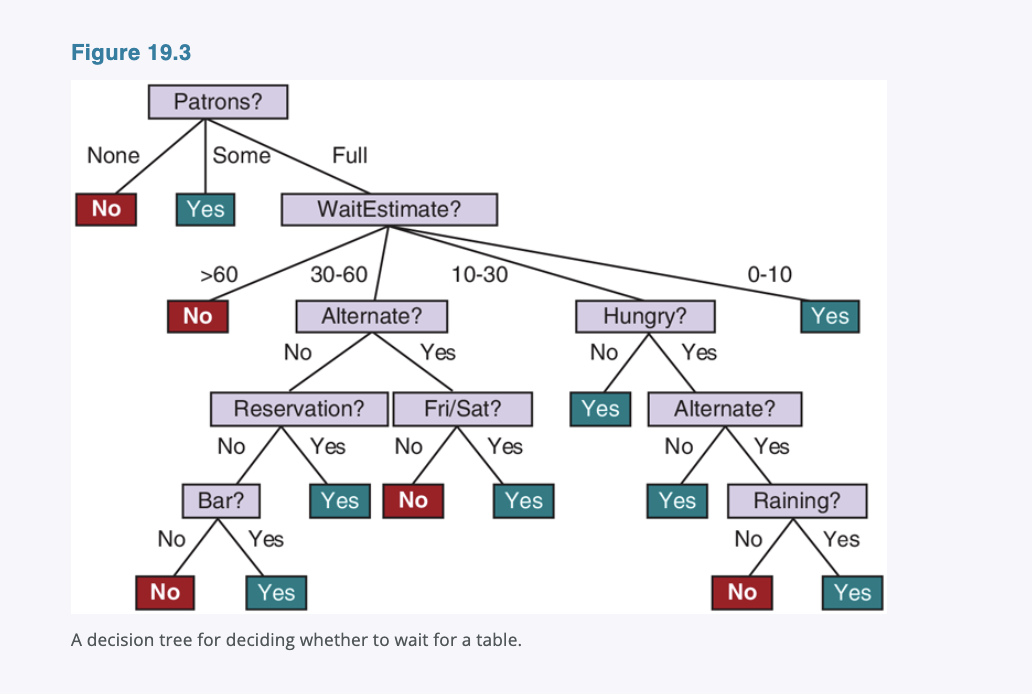 Figure 19.3
Patrons?
None Some Full
No Yes WaitEstimate?
>60 30-60 10-30 0-10
No Alternate? Hungry? Yes
No Yes No Yes
Reservation? Fri/Sat? Yes Alternate?
No Yes No Yes No Yes
Bar? Yes No Yes Yes Raining?
No Yes No Yes
No Yes No Yes
A decision tree for deciding whether to wait for a table.